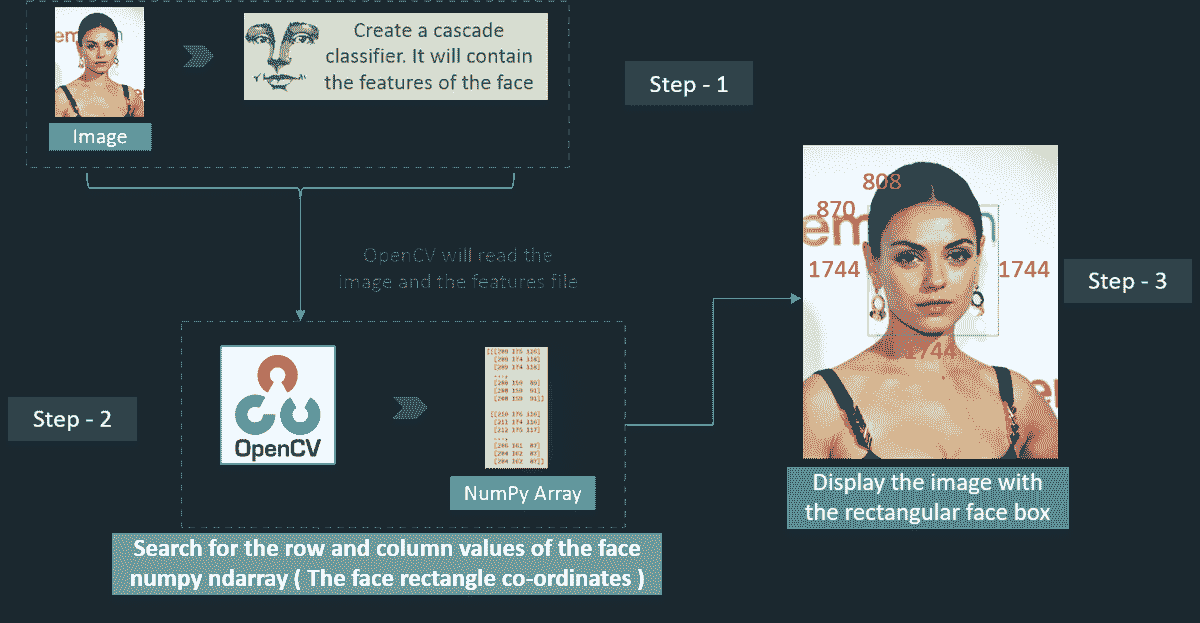 Create a cascade
classifier. It will contain
the features of the face
Image
Step - 1
OpenCV will read the
image and the features file
Step - 2
OpenCV
[[[200 175 120]
...,
...,
NumPy Array
Search for the row and column values of the face
numpy ndarray ( The face rectangle co-ordinates )
808
870
1744
1744
1744
Step - 3
Display the image with
the rectangular face box